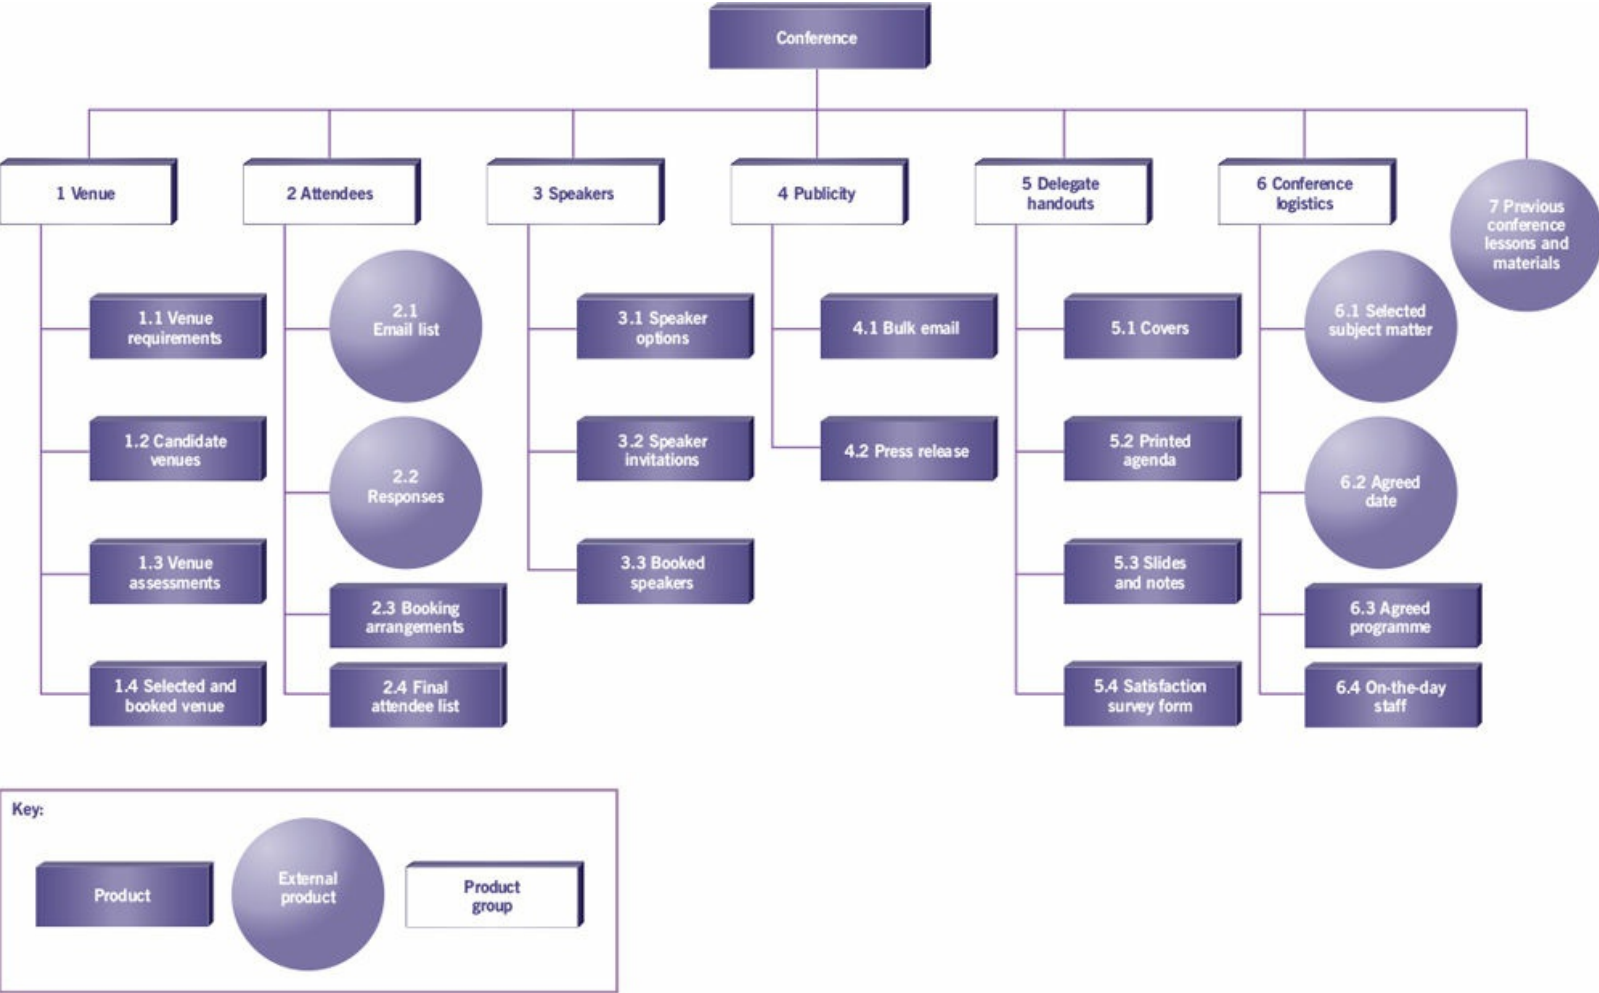 Conference
1 Venue
2 Attendees
3 Speakers
4 Publicity
5 Delegate
handouts
6 Conference
logistics
7 Previous
conference
lessons and
materials
1.1 Venue
requirements
1.2 Candidate
venues
1.3 Venue
assessments
1.4 Selected and
booked venue
2.1
Email list
2.2
Responses
2.3 Booking
arrangements
2.4 Final
attendee list
3.1 Speaker
options
3.2 Speaker
invitations
3.3 Booked
speakers
4.1 Bulk email
4.2 Press release
5.1 Covers
5.2 Printed
agenda
5.3 Slides
and notes
5.4 Satisfaction
survey form
6.1 Selected
subject matter
6.2 Agreed
date
6.3 Agreed
programme
6.4 On-the-day
staff
Key:
Product
External
product
Product
group